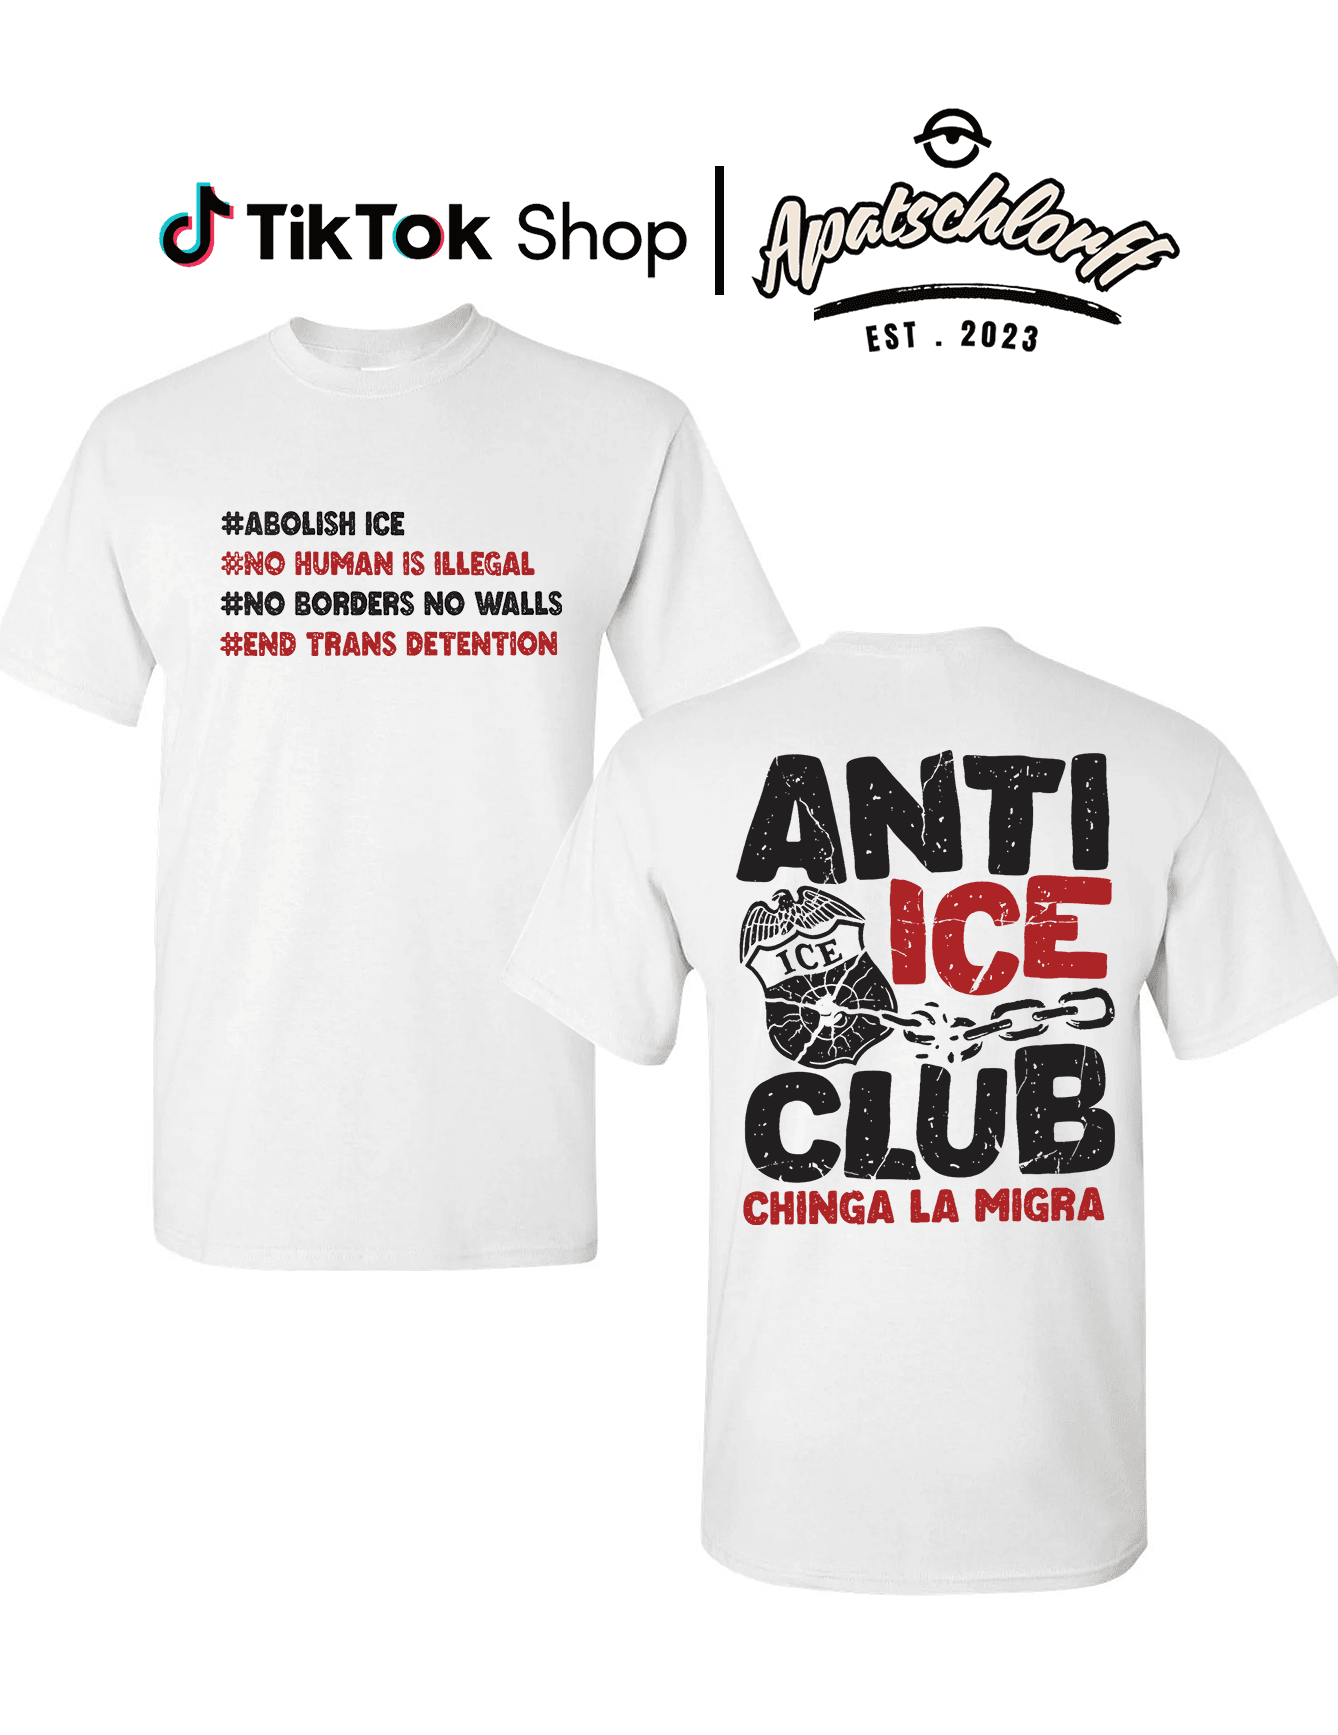 TikTok Shop
Apatschlorff
EST . 2023
#ABOLISH ICE
#NO HUMAN IS ILLEGAL
#NO BORDERS NO WALLS
#END TRANS DETENTION
ANTI
ICE
ICE
CLUB
CHINGA LA MIGRA